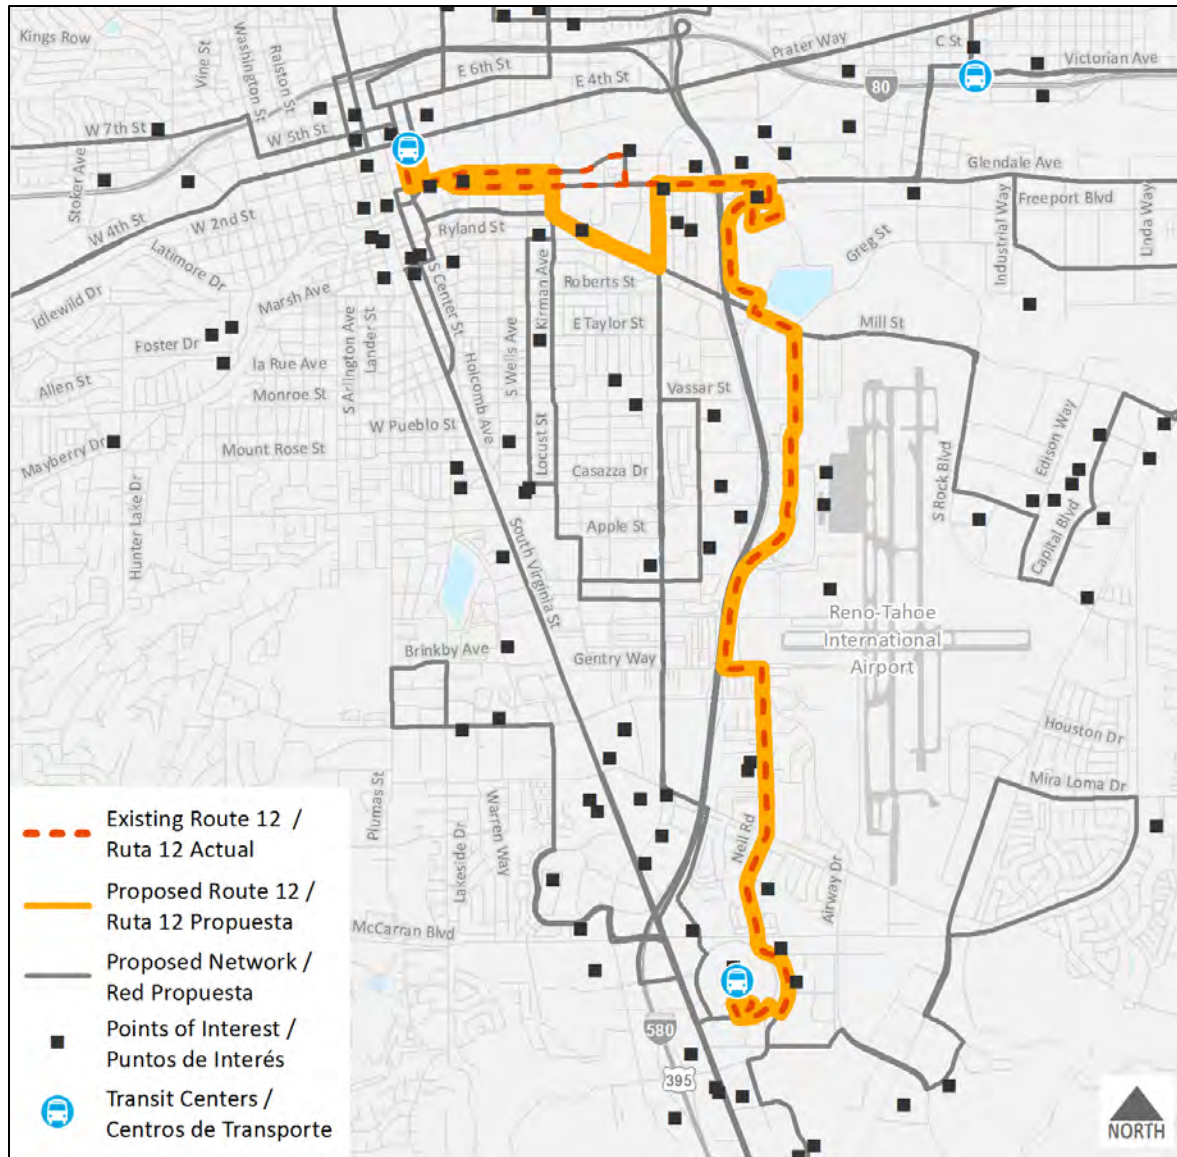 Kings Row
Vine St
Washington St
Ralston St
E 6th St
E 4th St
Prater Way
C St
Victorian Ave
80
W 7th St
W 5th St
Stoker Ave
W 4th St
W 2nd St
Glendale Ave
Freeport Blvd
Industrial Way
Linda Way
Ryland St
Greg St
Latimore Dr
Idlewild Dr
Marsh Ave
S Center St
Kirman Ave
Roberts St
E Taylor St
Mill St
Foster Dr
la Rue Ave
Allen St
Monroe St
S Arlington Ave
Lander St
Holcomb Ave
S Wells Ave
Vassar St
W Pueblo St
Mayberry Dr
Mount Rose St
Locust St
Casazza Dr
Edison Way
S Rock Blvd
Capital Blvd
Hunter Lake Dr
Apple St
South Virginia St
Reno-Tahoe
International
Airport
Brinkby Ave
Gentry Way
Houston Dr
Mira Loma Dr
Plumas St
Lakeside Dr
Warren Way
Neil Rd
Airway Dr
McCarran Blvd
580
395
Existing Route 12 /
Ruta 12 Actual
Proposed Route 12 /
Ruta 12 Propuesta
Proposed Network /
Red Propuesta
Points of Interest /
Puntos de Interés
Transit Centers /
Centros de Transporte
NORTH